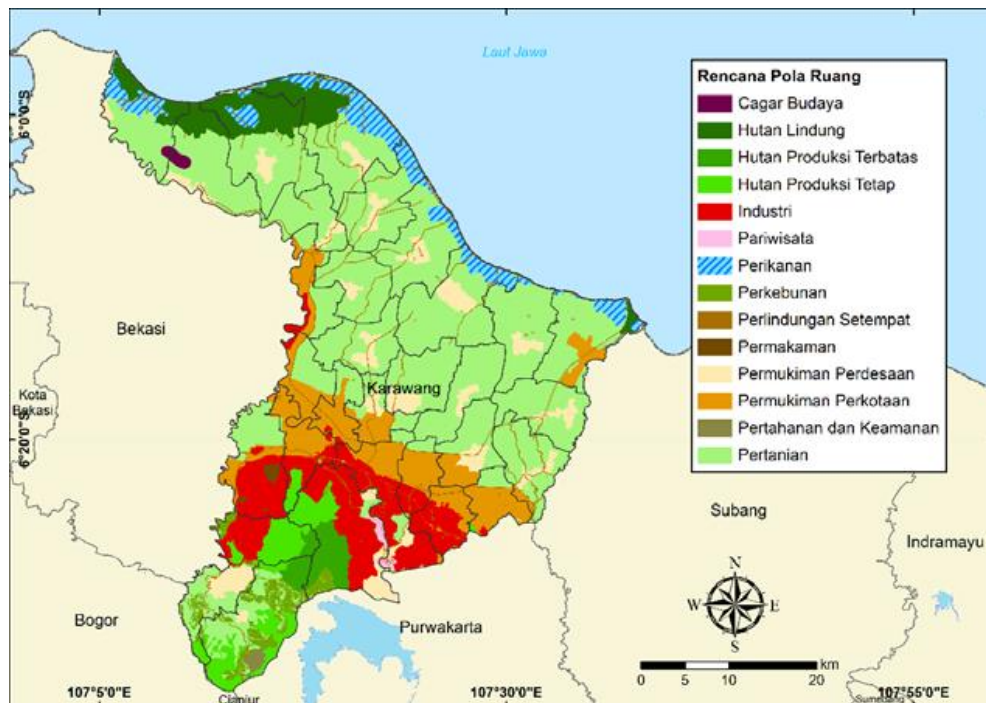 Laut Jawa
Rencana Pola Ruang
Cagar Budaya
Hutan Lindung
Hutan Produksi Terbatas
Hutan Produksi Tetap
Industri
Pariwisata
Perikanan
Perkebunan
Perlindungan Setempat
Permakaman
Permukiman Perdesaan
Permukiman Perkotaan
Pertahanan dan Keamanan
Pertanian
6°0'0"S
Bekasi
Kota
Bekasi
Karawang
6°20'0"S
Subang
Indramayu
Bogor
Purwakarta
N
W E
S
km
0 5 10 20
107°5'0"E
107°30'0"E
107°55'0"E
Cianjur
Sumedang